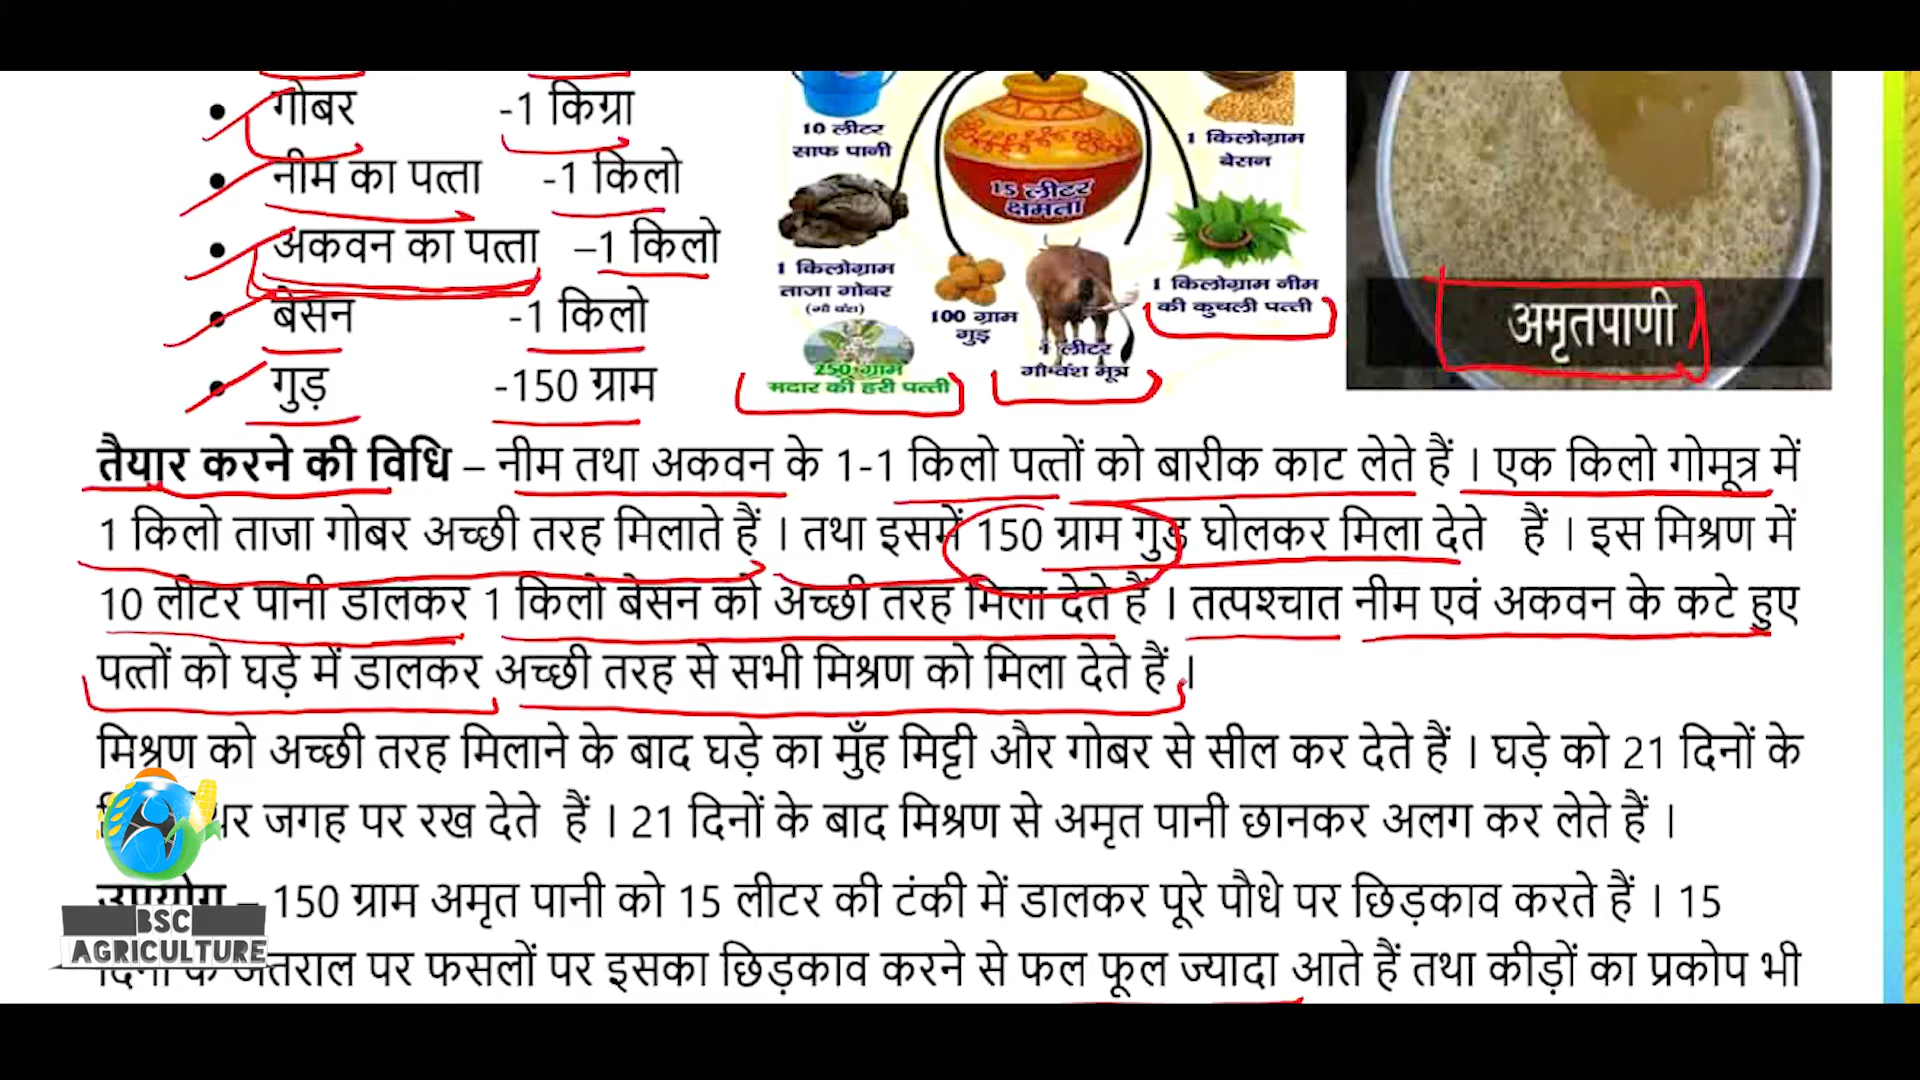 • गोबर -1 किग्रा
• नीम का पत्ता -1 किलो
• अकवन का पत्ता –1 किलो
• बेसन -1 किलो
• गुड़ -150 ग्राम
10 लीटर
साफ पानी
1 किलोग्राम
बेसन
15 लीटर
क्षमता
1 किलोग्राम
ताजा गोबर
(गौ वंश)
100 ग्राम
गुड़
1 लीटर
गौ वंश मूत्र
1 किलोग्राम नीम
की कुचली पत्ती
250 ग्राम
मदार की हरी पत्ती
अमृतपाणी
तैयार करने की विधि – नीम तथा अकवन के 1-1 किलो पत्तों को बारीक काट लेते हैं । एक किलो गोमूत्र में
1 किलो ताजा गोबर अच्छी तरह मिलाते हैं । तथा इसमें 150 ग्राम गुड़ घोलकर मिला देते हैं । इस मिश्रण में
10 लीटर पानी डालकर 1 किलो बेसन को अच्छी तरह मिला देते हैं । तत्पश्चात नीम एवं अकवन के कटे हुए
पत्तों को घड़े में डालकर अच्छी तरह से सभी मिश्रण को मिला देते हैं ।
मिश्रण को अच्छी तरह मिलाने के बाद घड़े का मुँह मिट्टी और गोबर से सील कर देते हैं । घड़े को 21 दिनों के
जगह पर रख देते हैं । 21 दिनों के बाद मिश्रण से अमृत पानी छानकर अलग कर लेते हैं ।
उपयोग – 150 ग्राम अमृत पानी को 15 लीटर की टंकी में डालकर पूरे पौधे पर छिड़काव करते हैं । 15
दिनों के अंतराल पर फसलों पर इसका छिड़काव करने से फल फूल ज्यादा आते हैं तथा कीड़ों का प्रकोप भी
BSC
AGRICULTURE